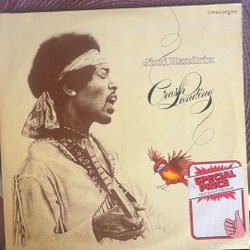 Jimi Hendrix
Crash
Landing
SPECIAL
PRICE